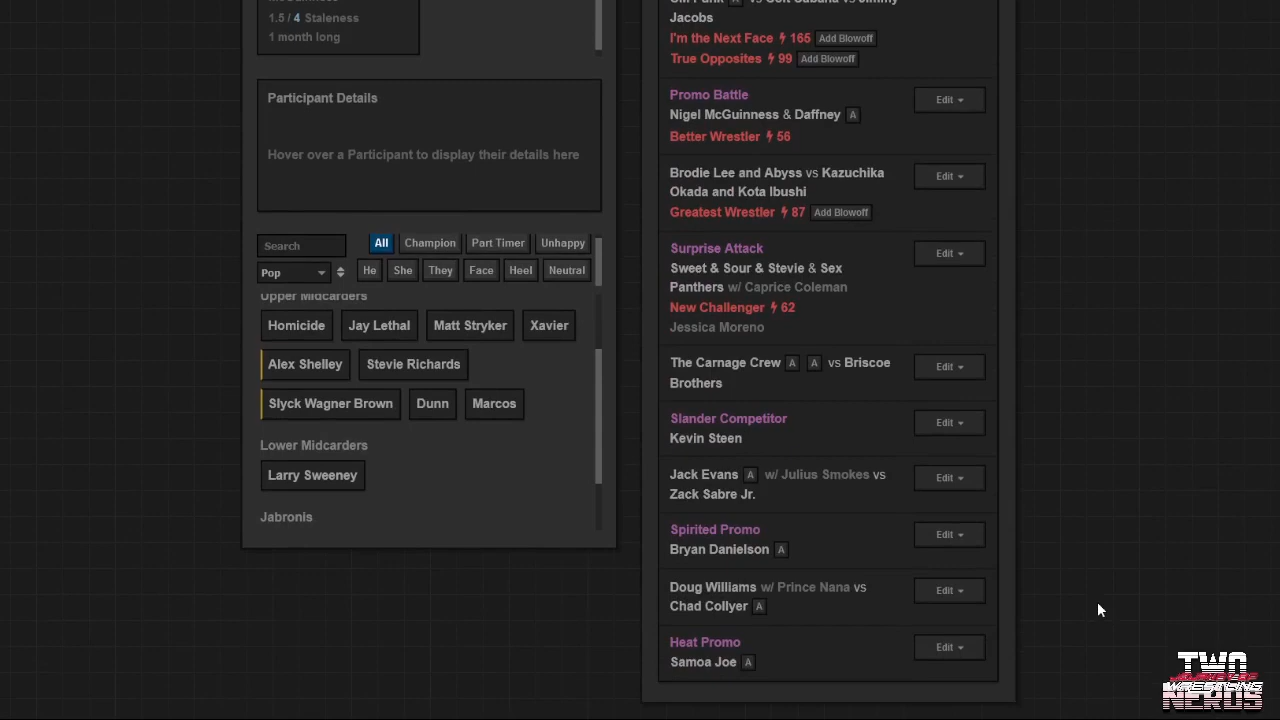 1.5 / 4 Staleness
1 month long
Participant Details
Hover over a Participant to display their details here
Search
All
Champion
Part Timer
Unhappy
Pop
He
She
They
Face
Heel
Neutral
Upper Midcarders
Homicide
Jay Lethal
Matt Stryker
Xavier
Alex Shelley
Stevie Richards
Slyck Wagner Brown
Dunn
Marcos
Lower Midcarders
Larry Sweeney
Jabronis
Jacobs
I'm the Next Face 165 Add Blowoff
True Opposites 99 Add Blowoff
Promo Battle
Nigel McGuinness & Daffney A
Better Wrestler 56
Edit
Brodie Lee and Abyss vs Kazuchika
Okada and Kota Ibushi
Greatest Wrestler 87 Add Blowoff
Edit
Surprise Attack
Sweet & Sour & Stevie & Sex
Panthers w/ Caprice Coleman
New Challenger 62
Jessica Moreno
Edit
The Carnage Crew A A vs Briscoe
Brothers
Edit
Slander Competitor
Kevin Steen
Edit
Jack Evans A w/ Julius Smokes vs
Zack Sabre Jr.
Edit
Spirited Promo
Bryan Danielson A
Edit
Doug Williams w/ Prince Nana vs
Chad Collyer A
Edit
Heat Promo
Samoa Joe A
Edit
TWO
WRESTLING
NERDS